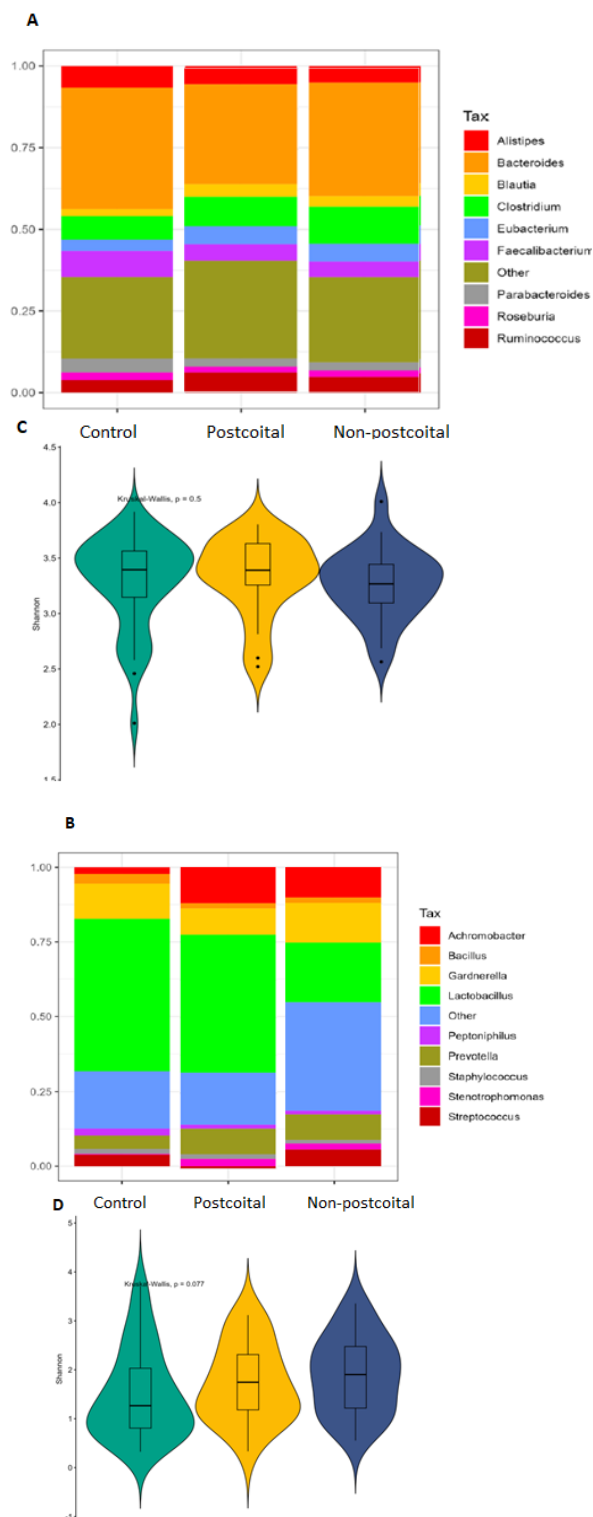 A
1.00
0.75
0.50
0.25
0.00
Tax
Alistipes
Bacteroides
Blautia
Clostridium
Eubacterium
Faecalibacterium
Other
Parabacteroides
Roseburia
Ruminococcus
C
Control Postcoital Non-postcoital
4.5
4.0
3.5
3.0
2.5
2.0
1.5
Shannon
Kruskal-Wallis, p = 0.5
B
1.00
0.75
0.50
0.25
0.00
Tax
Achromobacter
Bacillus
Gardnerella
Lactobacillus
Other
Peptoniphilus
Prevotella
Staphylococcus
Stenotrophomonas
Streptococcus
D
Control Postcoital Non-postcoital
5
4
3
2
1
0
-1
Shannon
Kruskal-Wallis, p = 0.077